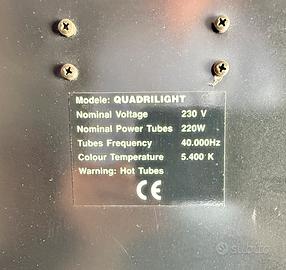 Modele: QUADRILIGHT
Nominal Voltage 230 V
Nominal Power Tubes 220W
Tubes Frequency 40.000Hz
Colour Temperature 5.400 K
Warning: Hot Tubes
CE
subito